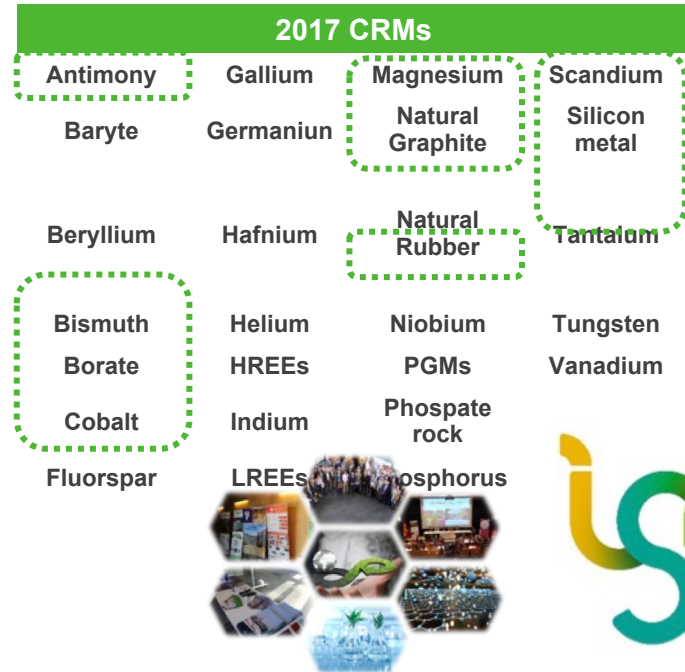 2017 CRMs
Antimony Gallium Magnesium Scandium
Baryte Germaniun Natural Graphite Silicon metal
Beryllium Hafnium Natural Rubber Tantalum
Bismuth Helium Niobium Tungsten
Borate HREEs PGMs Vanadium
Cobalt Indium Phospate rock
Fluorspar LREEs osphorus